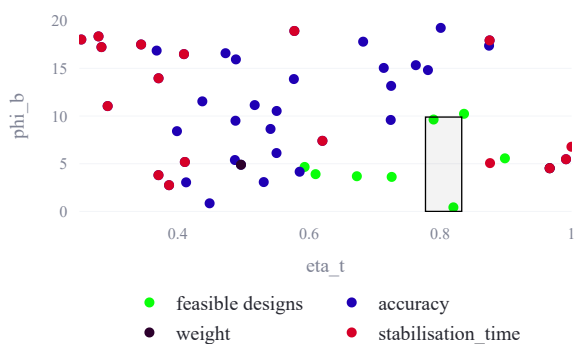 20
15
10
5
0
phi_b
0.4 0.6 0.8 1
eta_t
feasible designs accuracy
weight stabilisation_time